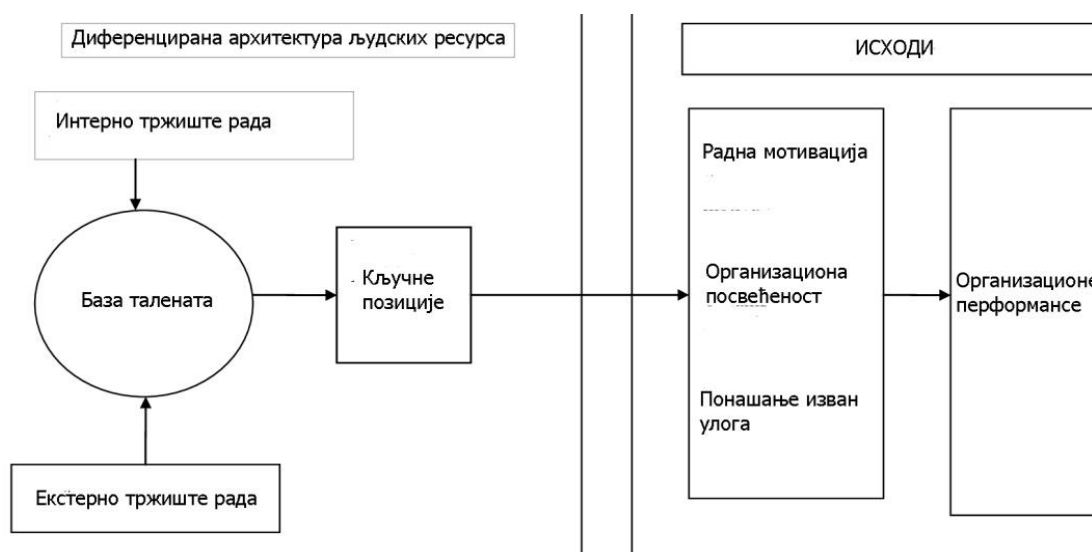 Диференцирана архитектура људских ресурса
ИСХОДИ
Интерно тржиште рада
База талената
Екстерно тржиште рада
Кључне
позиције
Радна мотивација
Организациона
посвећеност
Понашање изван
улога
Организационе
перформансе